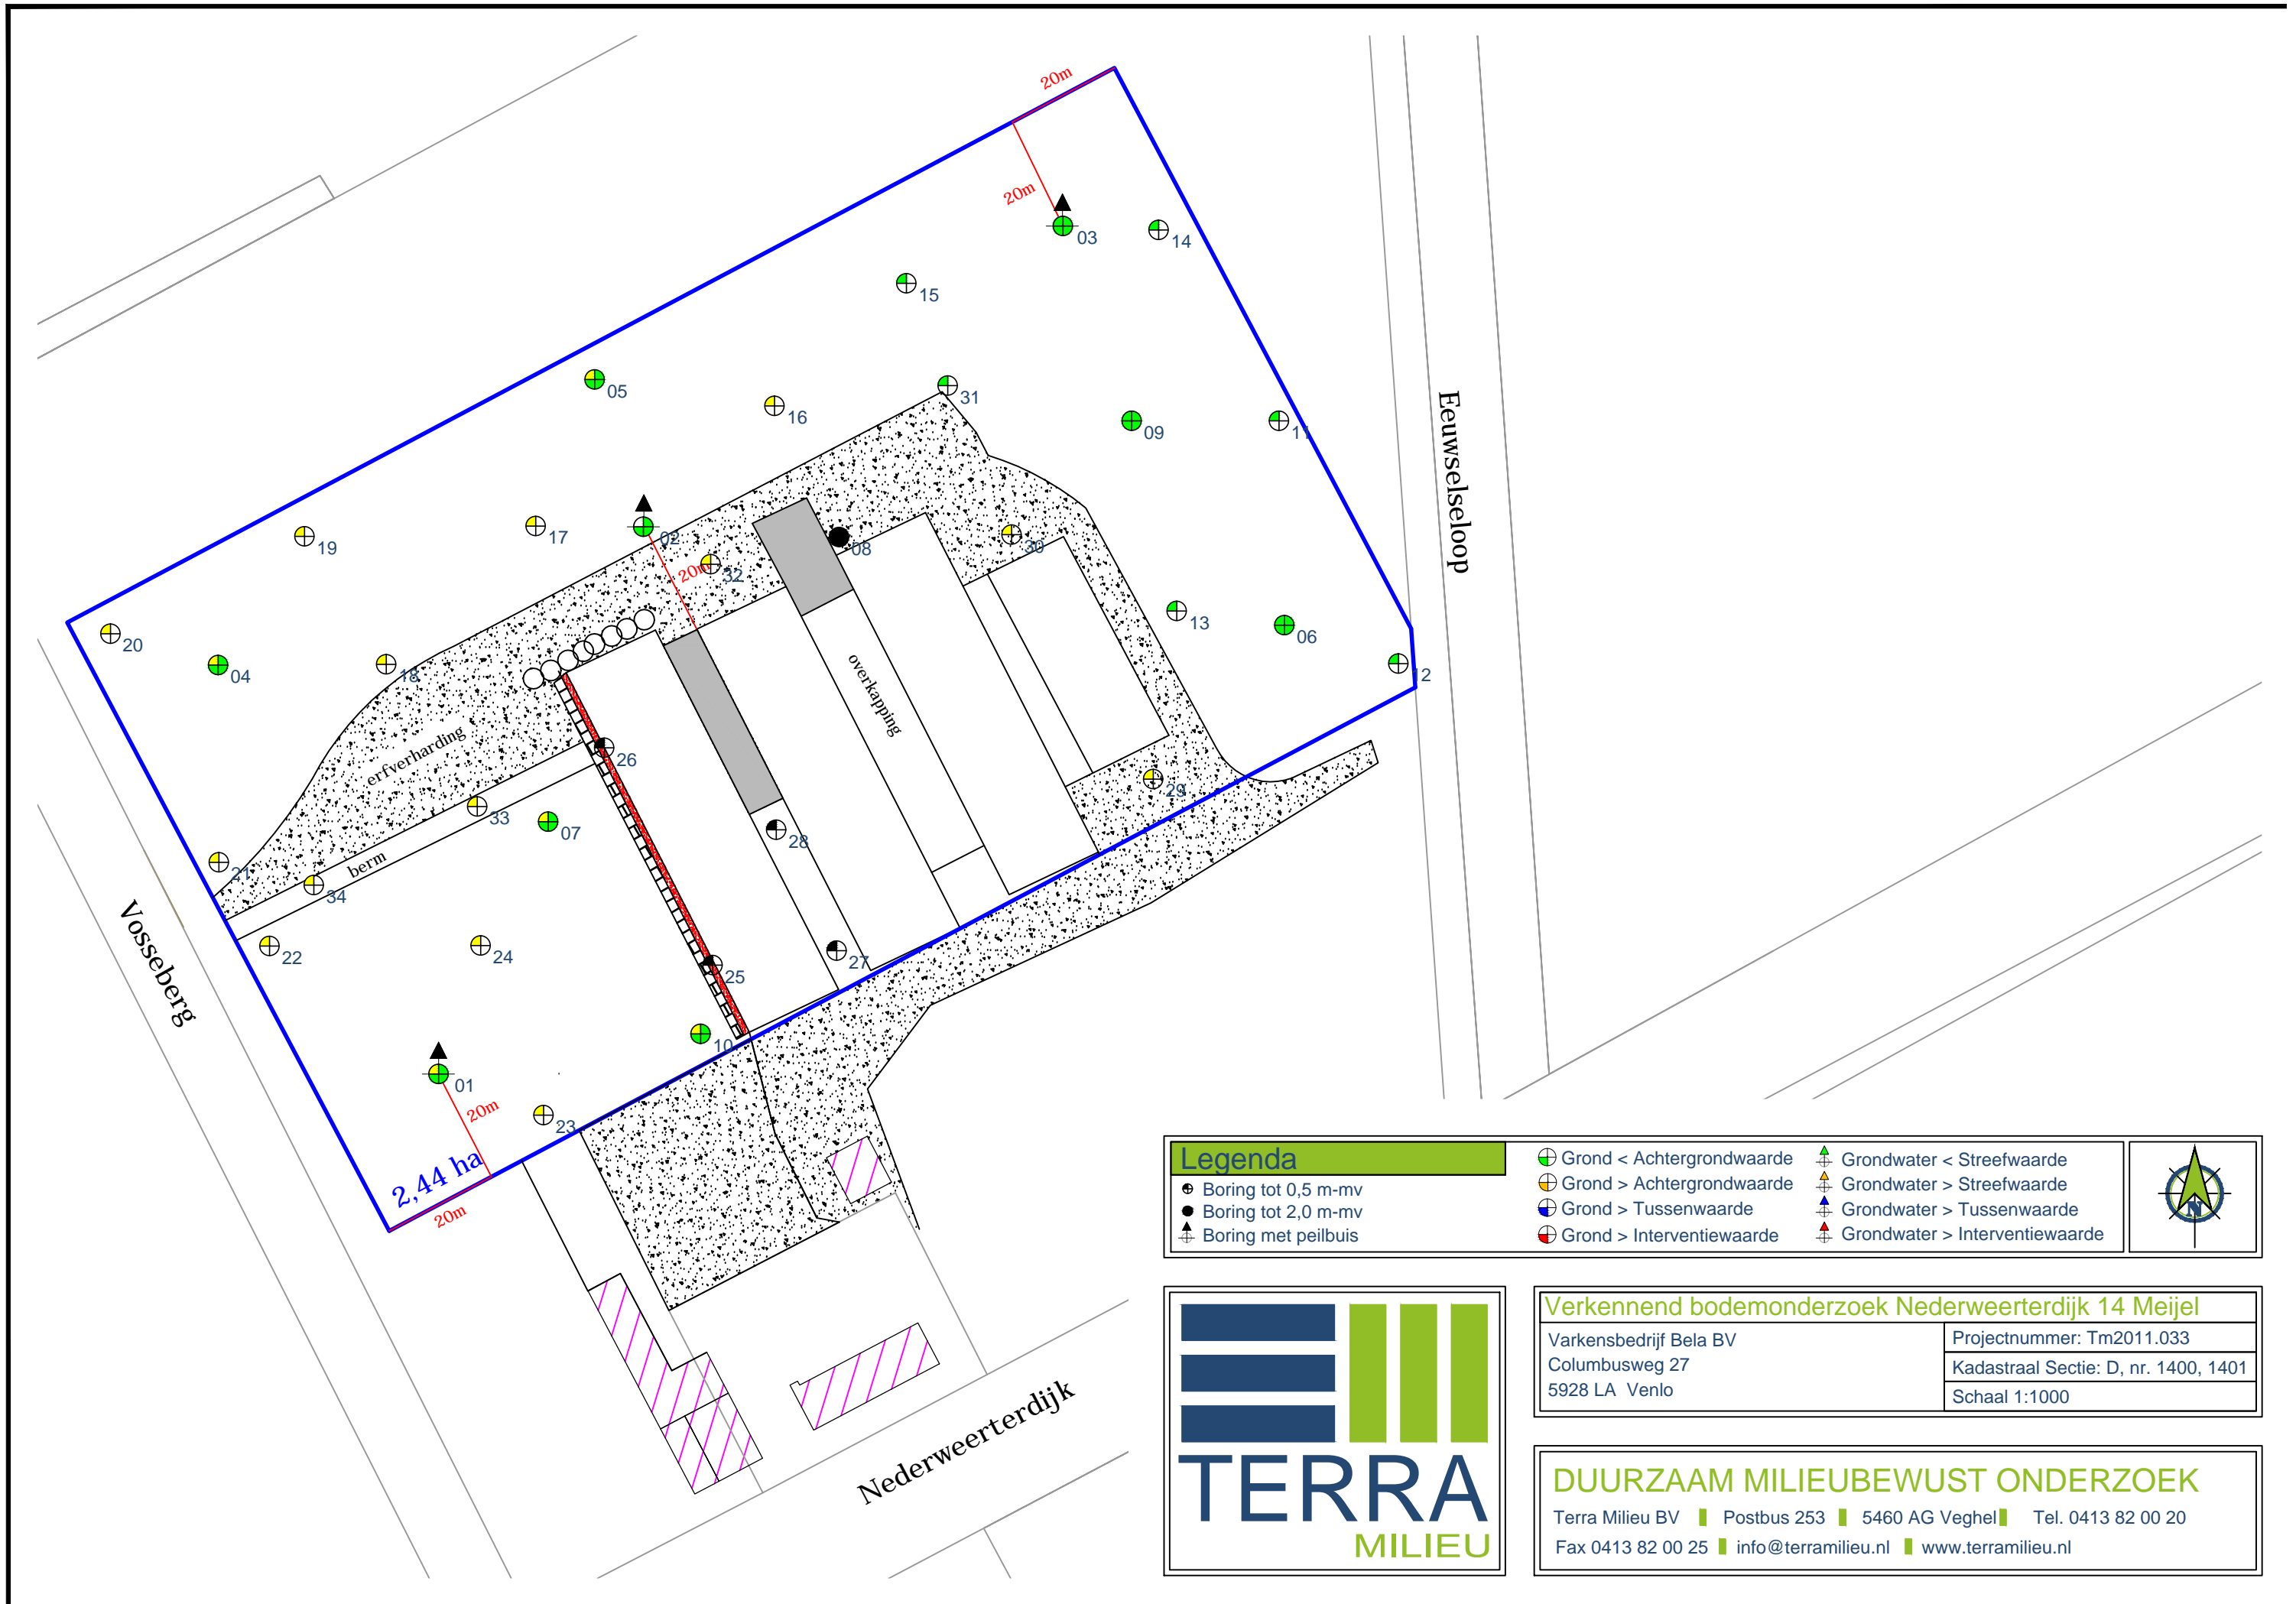 20m
20m
03
14
15
05
16
31
09
11
Eeuwselseloop
19
17
02
08
30
20m
32
20
04
18
13
06
12
overkapping
26
erfverharding
29
33
07
28
21
berm
34
22
24
27
25
Vosseberg
10
01
20m
23
2,44 ha
20m
Nederweerterdijk
Legenda
Boring tot 0,5 m-mv
Boring tot 2,0 m-mv
Boring met peilbuis
Grond < Achtergrondwaarde
Grond > Achtergrondwaarde
Grond > Tussenwaarde
Grond > Interventiewaarde
Grondwater < Streefwaarde
Grondwater > Streefwaarde
Grondwater > Tussenwaarde
Grondwater > Interventiewaarde
N
TERRA
MILIEU
Verkennend bodemonderzoek Nederweerterdijk 14 Meijel
Varkensbedrijf Bela BV
Columbusweg 27
5928 LA Venlo
Projectnummer: Tm2011.033
Kadastraal Sectie: D, nr. 1400, 1401
Schaal 1:1000
DUURZAAM MILIEUBEWUST ONDERZOEK
Terra Milieu BV Postbus 253 5460 AG Veghel Tel. 0413 82 00 20
Fax 0413 82 00 25 info@terramilieu.nl www.terramilieu.nl